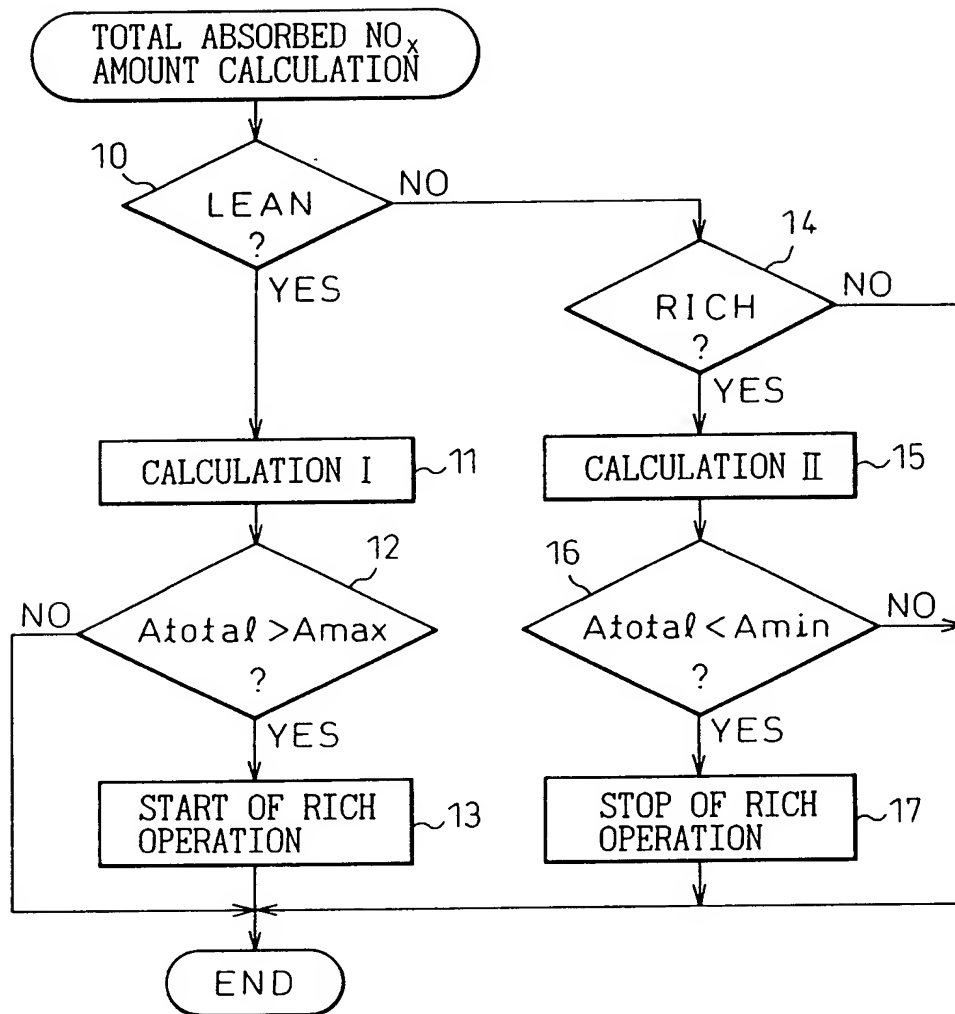 TOTAL ABSORBED NOx
AMOUNT CALCULATION
10
LEAN
?
NO
YES
14
RICH
?
NO
YES
CALCULATION I
11
CALCULATION II
15
12
NO
Atotal > Amax
?
YES
16
Atotal < Amin
?
NO
YES
START OF RICH
OPERATION
13
STOP OF RICH
OPERATION
17
END